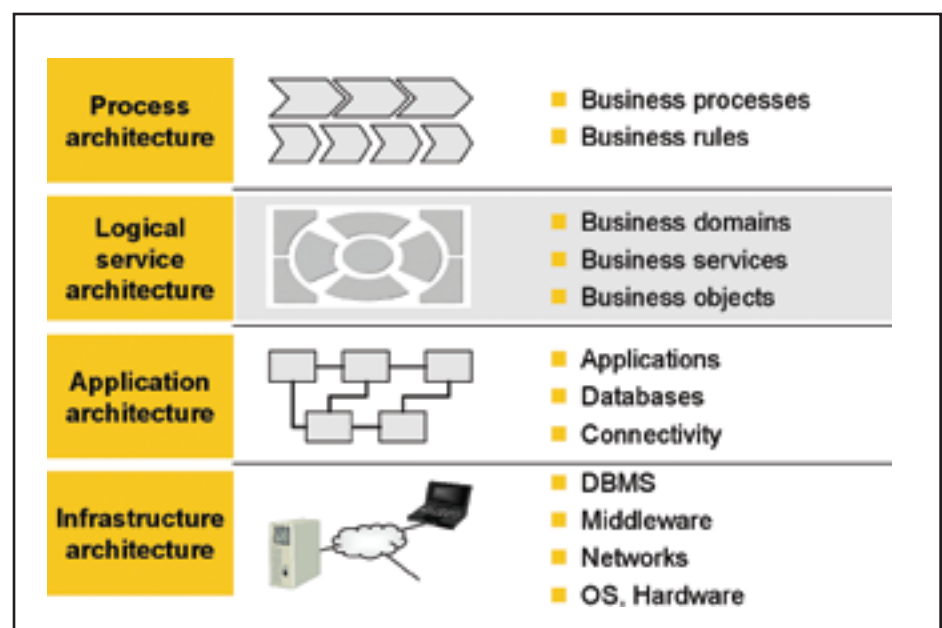 Process
architecture
Business processes
Business rules
Logical
service
architecture
Business domains
Business services
Business objects
Application
architecture
Applications
Databases
Connectivity
Infrastructure
architecture
DBMS
Middleware
Networks
OS, Hardware